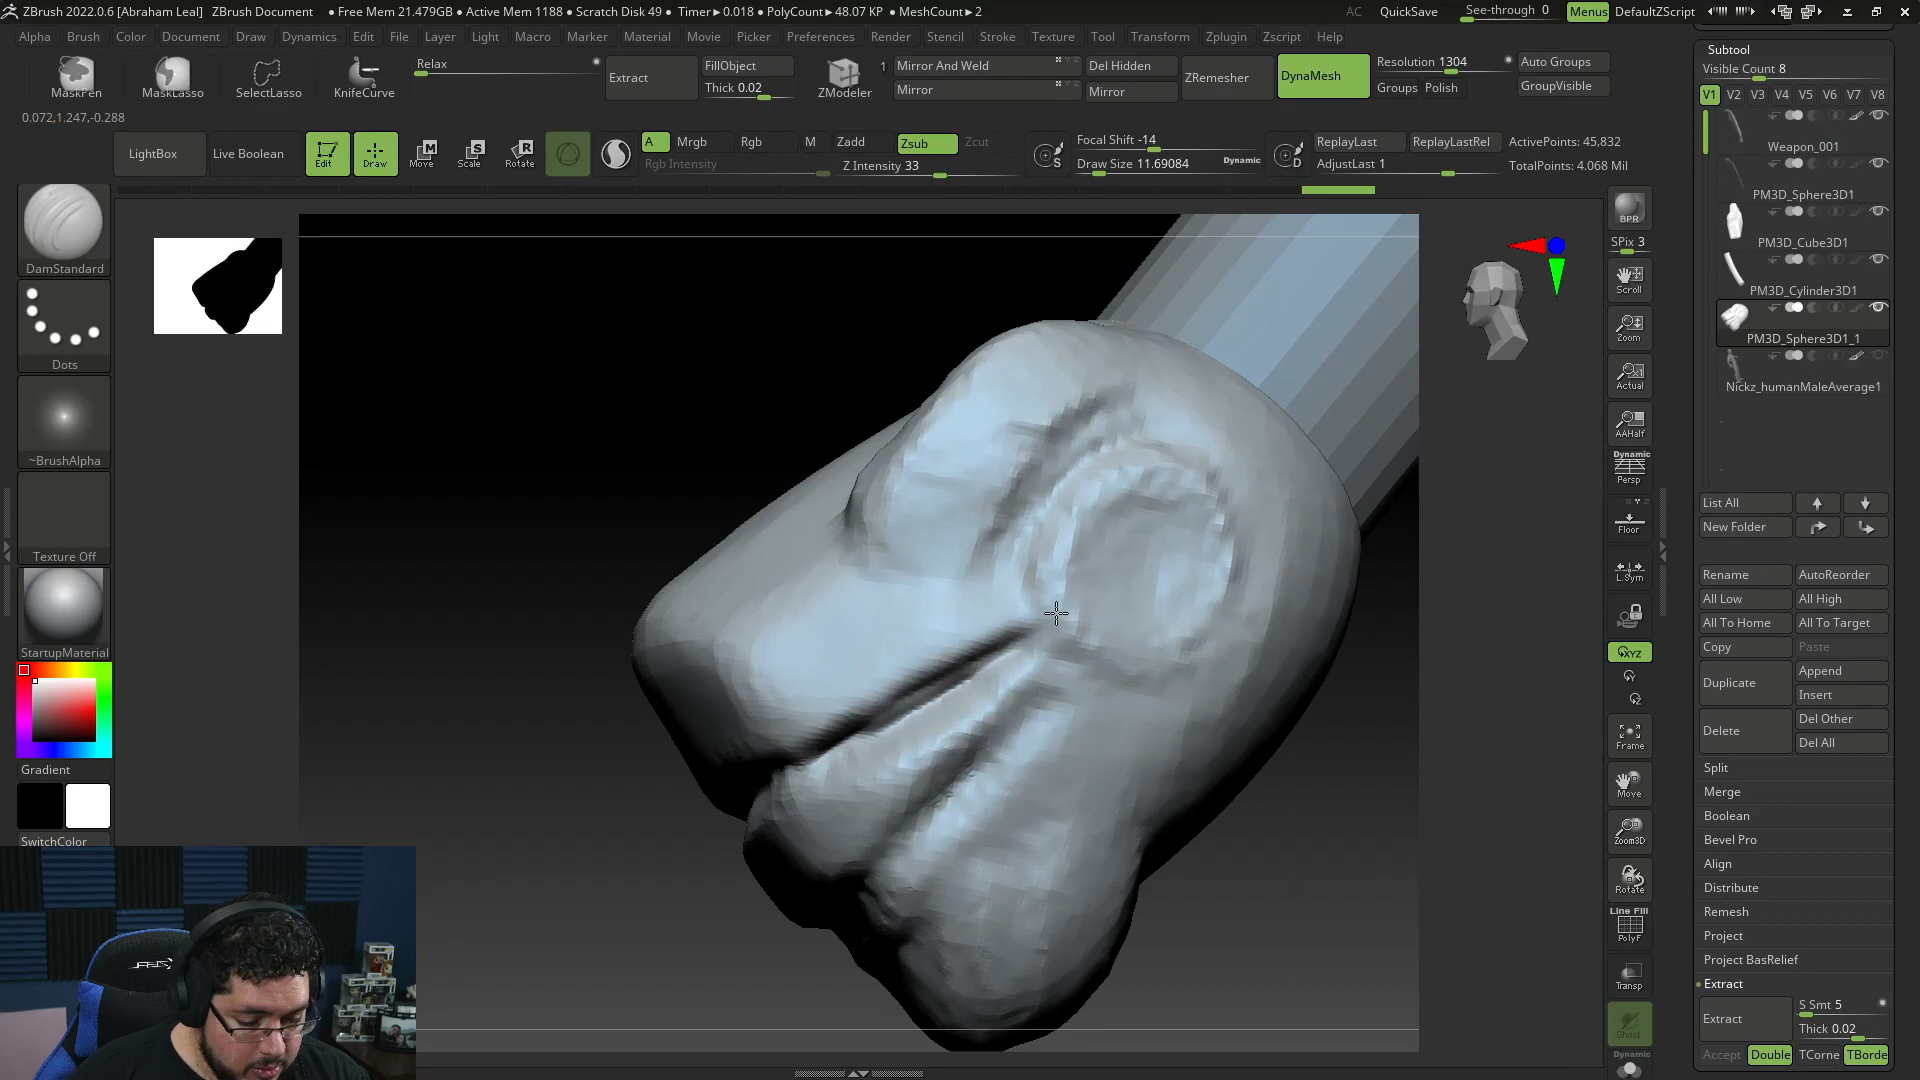 ZBrush 2022.0.6 [Abraham Leal] ZBrush Document ● Free Mem 21.479GB ● Active Mem 1188 ● Scratch Disk 49 ● Timer►0.018 ● PolyCount►48.07 KP ● MeshCount►2 AC QuickSave See-through 0 Menus DefaultZScript
Alpha Brush Color Document Draw Dynamics Edit File Layer Light Macro Marker Material Movie Picker Preferences Render Stencil Stroke Texture Tool Transform Zplugin Zscript Help
MaskPen MaskLasso SelectLasso KnifeCurve Relax Extract FillObject Thick 0.02 ZModeler 1 Mirror And Weld Mirror Del Hidden Mirror ZRemesher DynaMesh Resolution 1304 Groups Polish Auto Groups GroupVisible
0.072,1.247,-0.288
LightBox Live Boolean Edit Draw Move Scale Rotate A Mrgb Rgb M Zadd Zsub Zcut
Rgb Intensity Z Intensity 33 Focal Shift -14 Draw Size 11.69084 Dynamic ReplayLast ReplayLastRel AdjustLast 1
S D
ActivePoints: 45,832
TotalPoints: 4.068 Mil
DamStandard
Dots
~BrushAlpha
Texture Off
StartupMaterial
Gradient
SwitchColor
BPR
SPix 3
Scroll
Zoom
Actual
AAHalf
Dynamic
Persp
Floor
L.Sym
XYZ
Frame
Move
Zoom3D
Rotate
Line Fill
PolyF
Transp
Ghost
Dynamic
Subtool
Visible Count 8
V1 V2 V3 V4 V5 V6 V7 V8
Weapon_001
PM3D_Sphere3D1
PM3D_Cube3D1
PM3D_Cylinder3D1
PM3D_Sphere3D1_1
Nickz_humanMaleAverage1
List All
New Folder
Rename AutoReorder
All Low All High
All To Home All To Target
Copy Paste
Duplicate Append
Insert
Delete Del Other
Del All
Split
Merge
Boolean
Bevel Pro
Align
Distribute
Remesh
Project
Project BasRelief
Extract
Extract S Smt 5
Thick 0.02
Accept Double TCorne TBorde